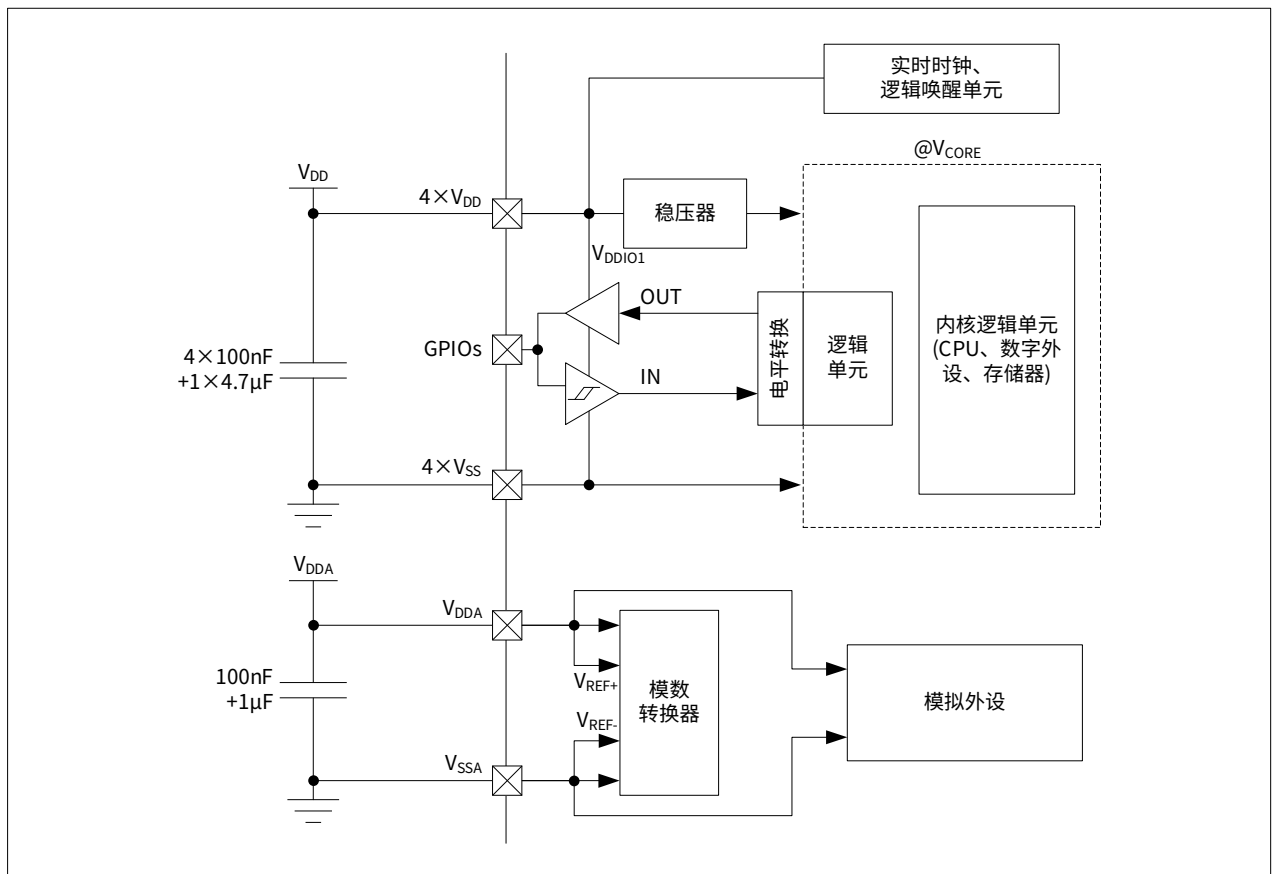 实时时钟、
逻辑唤醒单元
@VCORE
VDD
4×VDD
稳压器
VDDIO1
OUT
GPIOs
4×100nF
+1×4.7μF
电平转换
逻辑
单元
内核逻辑单元
(CPU、数字外
设、存储器)
IN
4×VSS
VDDA
VDDA
100nF
+1μF
VREF+
模数
转换器
模拟外设
VREF-
VSSA